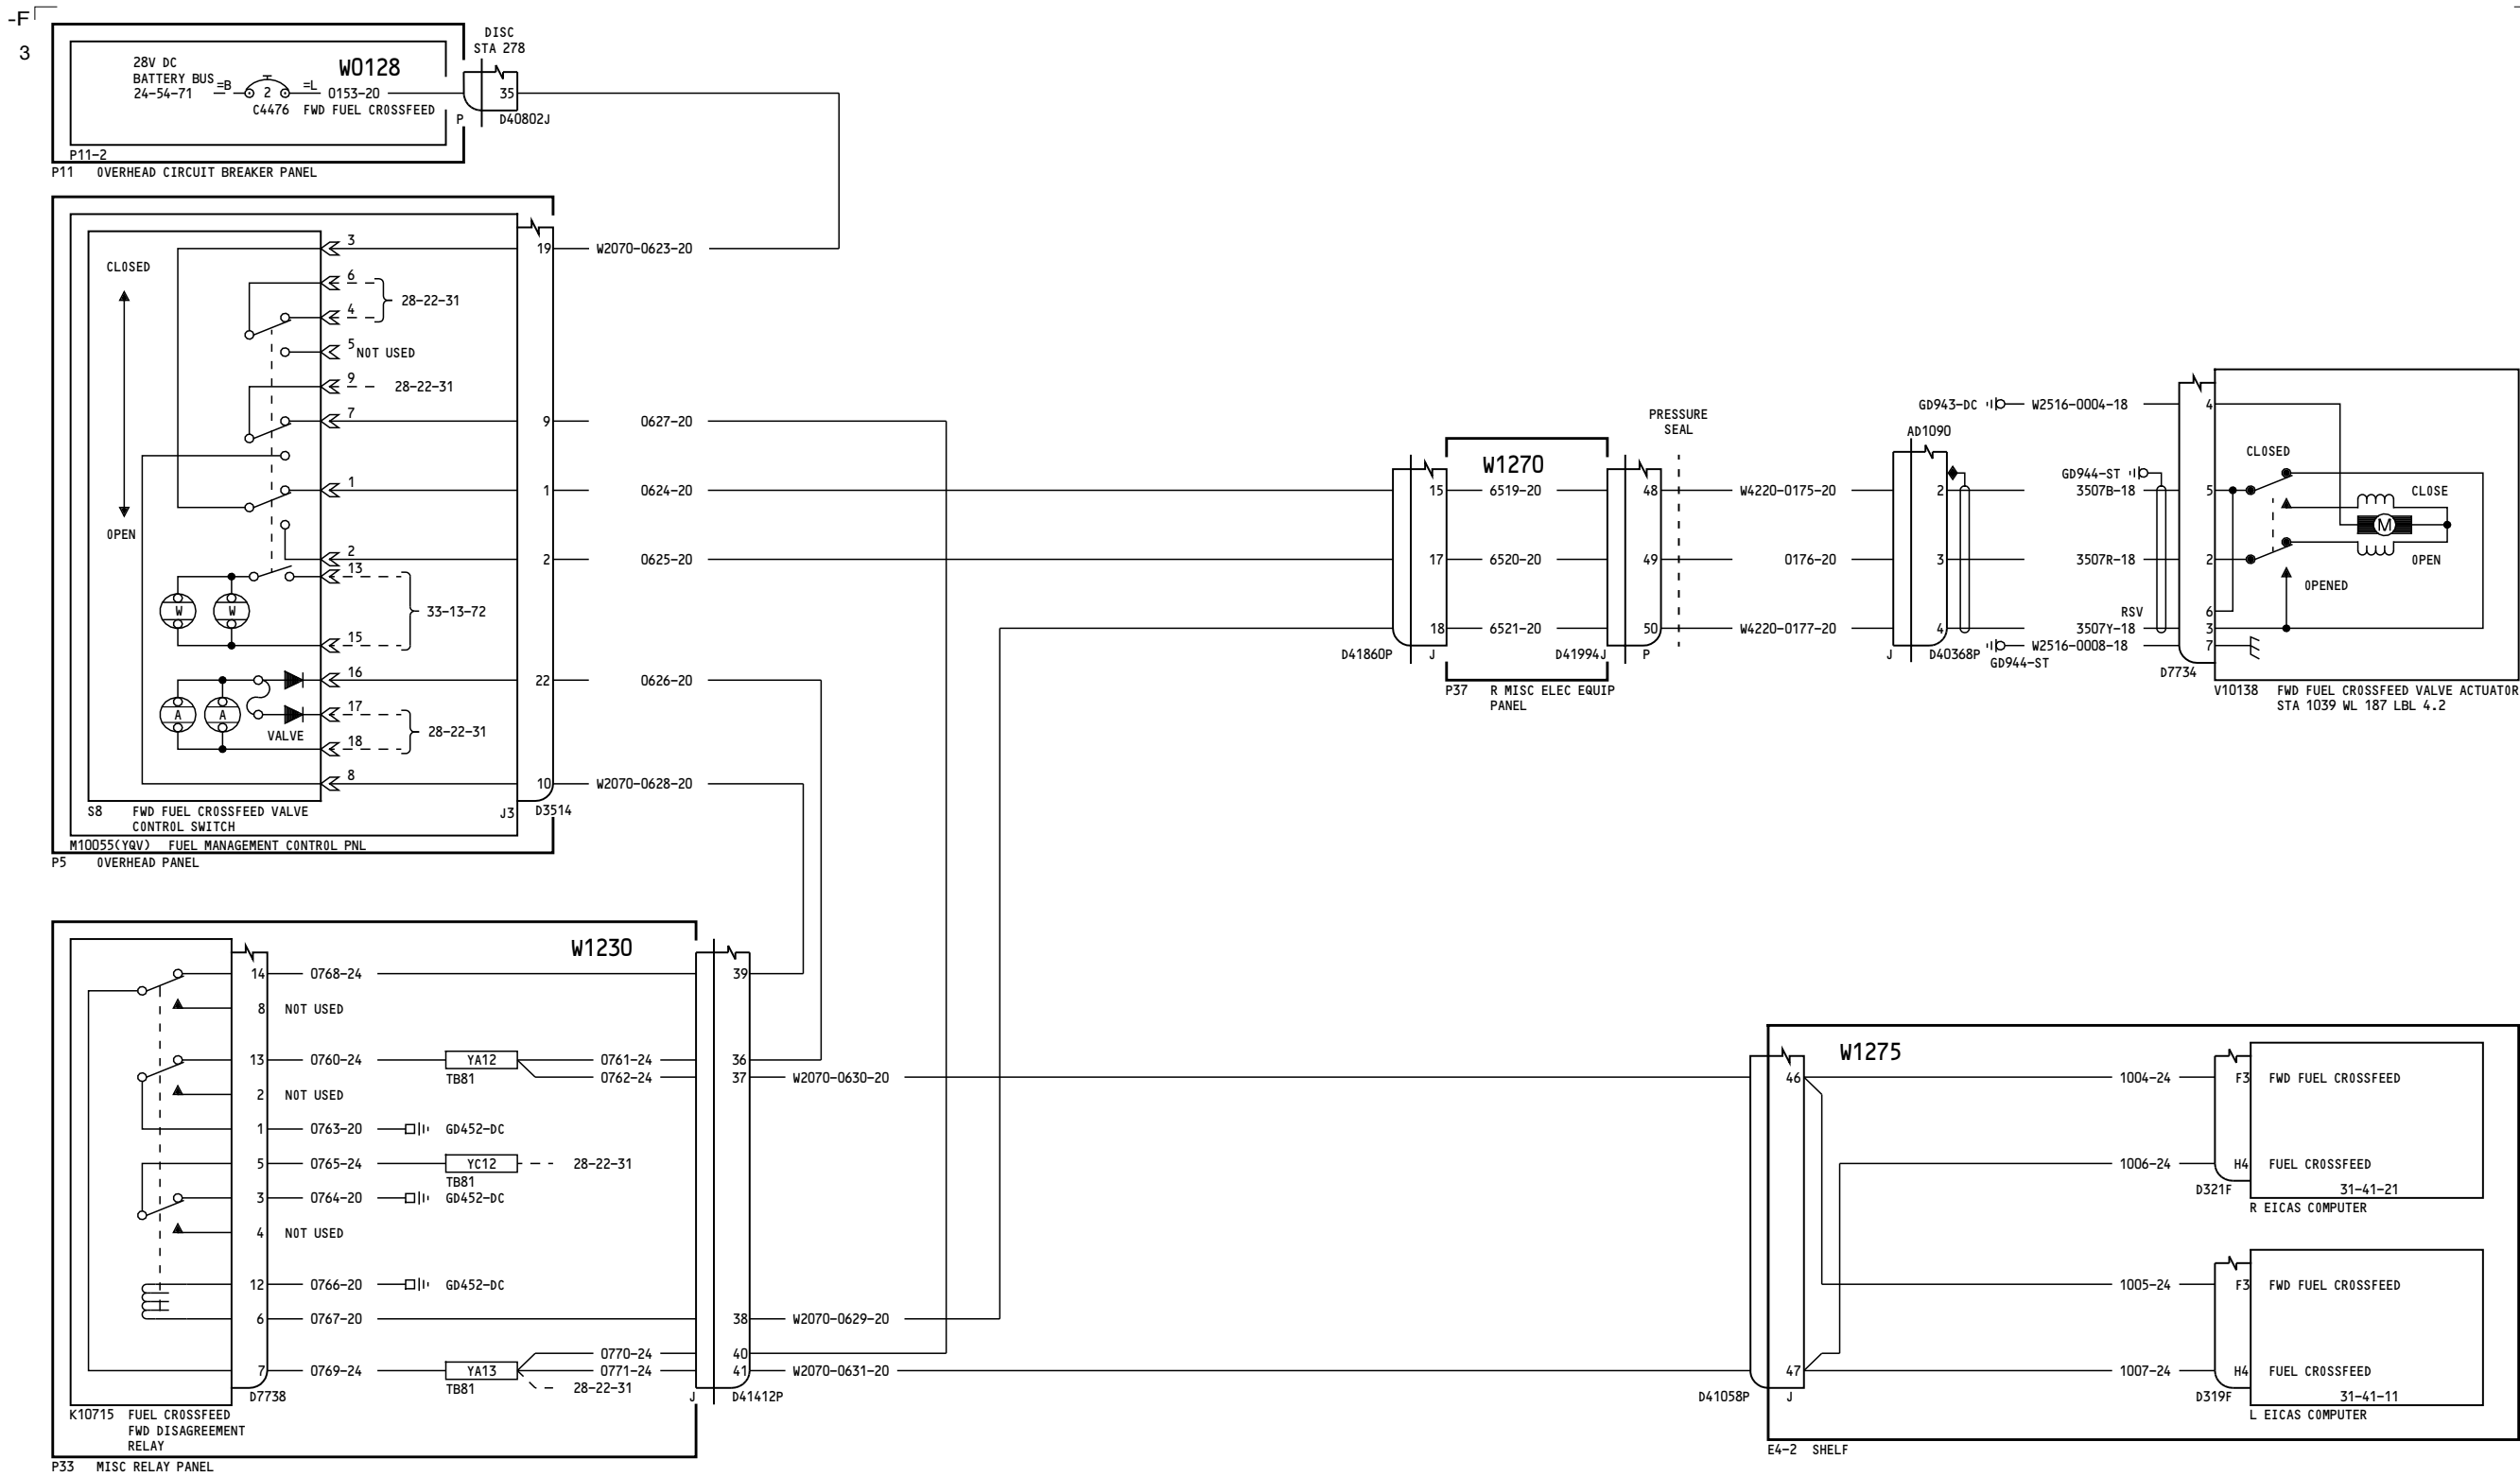 -F
3
DISC
STA 278
28V DC
BATTERY BUS
24-54-71
=B
2
=L
W0128
0153-20
C4476 FWD FUEL CROSSFEED
35
P
D40802J
P11-2
P11 OVERHEAD CIRCUIT BREAKER PANEL
CLOSED
OPEN
3
6
4
28-22-31
5
NOT USED
9
28-22-31
7
1
2
13
33-13-72
W
W
15
16
17
28-22-31
18
A
A
VALVE
8
S8 FWD FUEL CROSSFEED VALVE
CONTROL SWITCH
J3
D3514
M10055(YQV) FUEL MANAGEMENT CONTROL PNL
P5 OVERHEAD PANEL
19 W2070-0623-20
9 0627-20
1 0624-20
2 0625-20
22 0626-20
10 W2070-0628-20
W1270
15 6519-20 48
17 6520-20 49
18 6521-20 50
D41860P J
D41994J P
P37 R MISC ELEC EQUIP
PANEL
PRESSURE
SEAL
W4220-0175-20
0176-20
W4220-0177-20
AD1090
2
3
4
J D40368P
GD943-DC W2516-0004-18 4
GD944-ST
3507B-18 5
3507R-18 2
RSV 6
3507Y-18 3
W2516-0008-18 7
GD944-ST
D7734
CLOSED
CLOSE
M
OPEN
OPENED
V10138 FWD FUEL CROSSFEED VALVE ACTUATOR
STA 1039 WL 187 LBL 4.2
W1230
14 0768-24 39
8 NOT USED
13 0760-24 YA12 0761-24 36
TB81 0762-24 37 W2070-0630-20
2 NOT USED
1 0763-20 GD452-DC
5 0765-24 YC12 28-22-31
TB81
3 0764-20 GD452-DC
4 NOT USED
12 0766-20 GD452-DC
6 0767-20 38 W2070-0629-20
0770-24 40
7 0769-24 YA13 0771-24 41 W2070-0631-20
TB81 28-22-31
D7738
J D41412P
K10715 FUEL CROSSFEED
FWD DISAGREEMENT
RELAY
P33 MISC RELAY PANEL
W1275
46 1004-24 F3 FWD FUEL CROSSFEED
1006-24 H4 FUEL CROSSFEED
D321F 31-41-21
R EICAS COMPUTER
1005-24 F3 FWD FUEL CROSSFEED
47 1007-24 H4 FUEL CROSSFEED
D41058P J
D319F 31-41-11
L EICAS COMPUTER
E4-2 SHELF